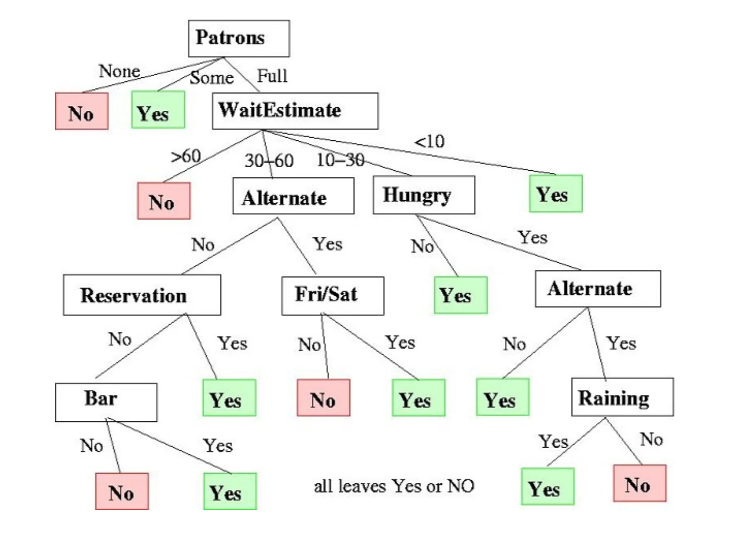 Patrons
None Some Full
No Yes WaitEstimate
>60 30–60 10–30 <10
No Alternate Hungry Yes
No Yes No Yes
Reservation Fri/Sat Yes Alternate
No Yes No Yes No Yes
Bar Yes No Yes Yes Raining
No Yes Yes No
No Yes all leaves Yes or NO Yes No